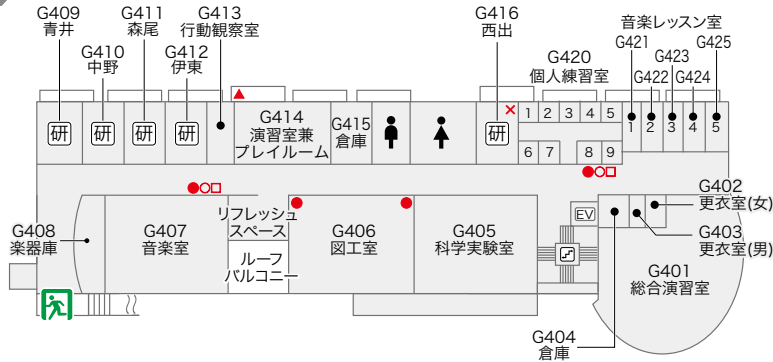 G409
青井
G410
中野
G411
森尾
G412
伊東
G413
行動観察室
G416
西出
G420
個人練習室
音楽レッスン室
G421
G422
G423
G424
G425
研
研
研
研
G414
演習室兼
プレイルーム
G415
倉庫
研
1 2 3 4 5
6 7 8 9
1 2 3 4 5
G408
楽器庫
G407
音楽室
リフレッシュ
スペース
ルーフ
バルコニー
G406
図工室
G405
科学実験室
EV
G402
更衣室(女)
G403
更衣室(男)
G401
総合演習室
G404
倉庫